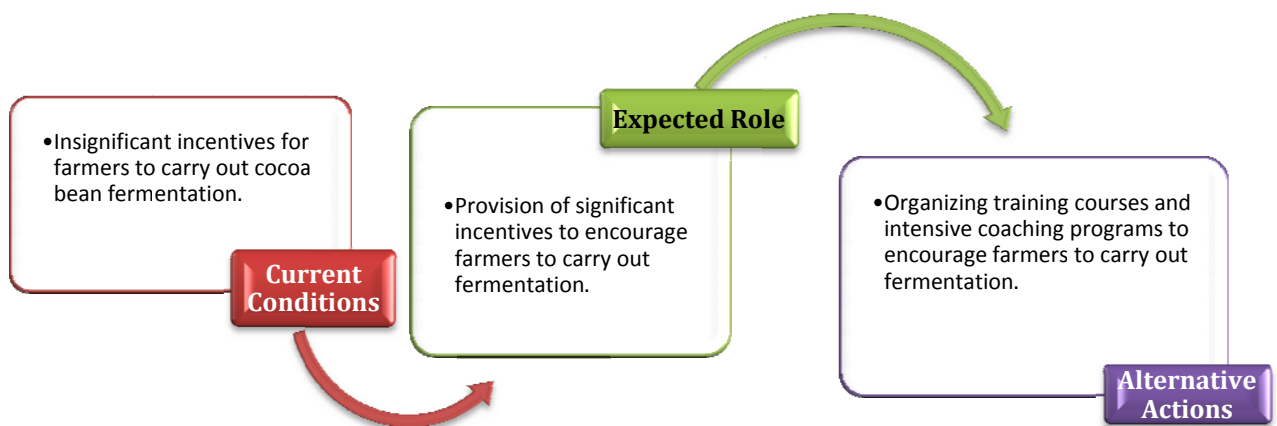 •Insignificant incentives for
farmers to carry out cocoa
bean fermentation.
Current
Conditions
Expected Role
•Provision of significant
incentives to encourage
farmers to carry out
fermentation.
•Organizing training courses and
intensive coaching programs to
encourage farmers to carry out
fermentation.
Alternative
Actions